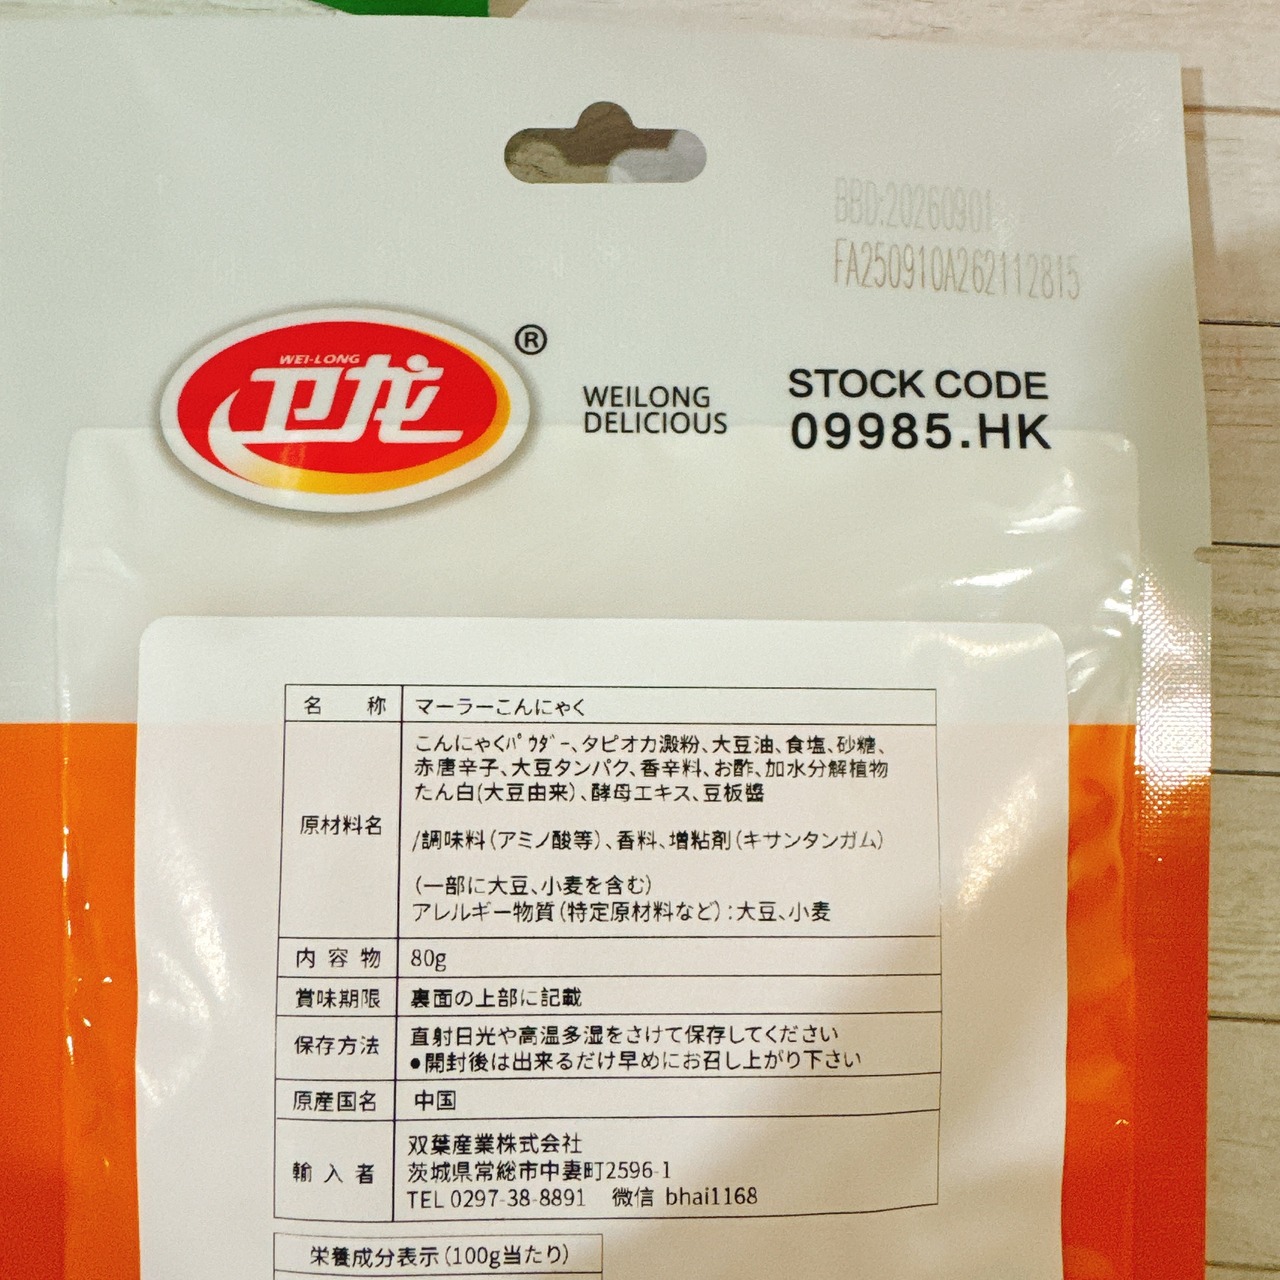 BBD:20260901
FA250910A262112815
WEI-LONG
卫龙
®
WEILONG
DELICIOUS
STOCK CODE
09985.HK
名 称 マーラーこんにゃく
原材料名
こんにゃくパウダー、タピオカ澱粉、大豆油、食塩、砂糖、
赤唐辛子、大豆タンパク、香辛料、お酢、加水分解植物
たん白(大豆由来)、酵母エキス、豆板醬
/調味料(アミノ酸等)、香料、増粘剤(キサンタンガム)
(一部に大豆、小麦を含む)
アレルギー物質(特定原材料など):大豆、小麦
内 容 物 80g
賞味期限 裏面の上部に記載
保存方法
直射日光や高温多湿をさけて保存してください
●開封後は出来るだけ早めにお召し上がり下さい
原産国名 中国
輸 入 者
双葉産業株式会社
茨城県常総市中妻町2596-1
TEL 0297-38-8891 微信 bhai1168
栄養成分表示(100g当たり)